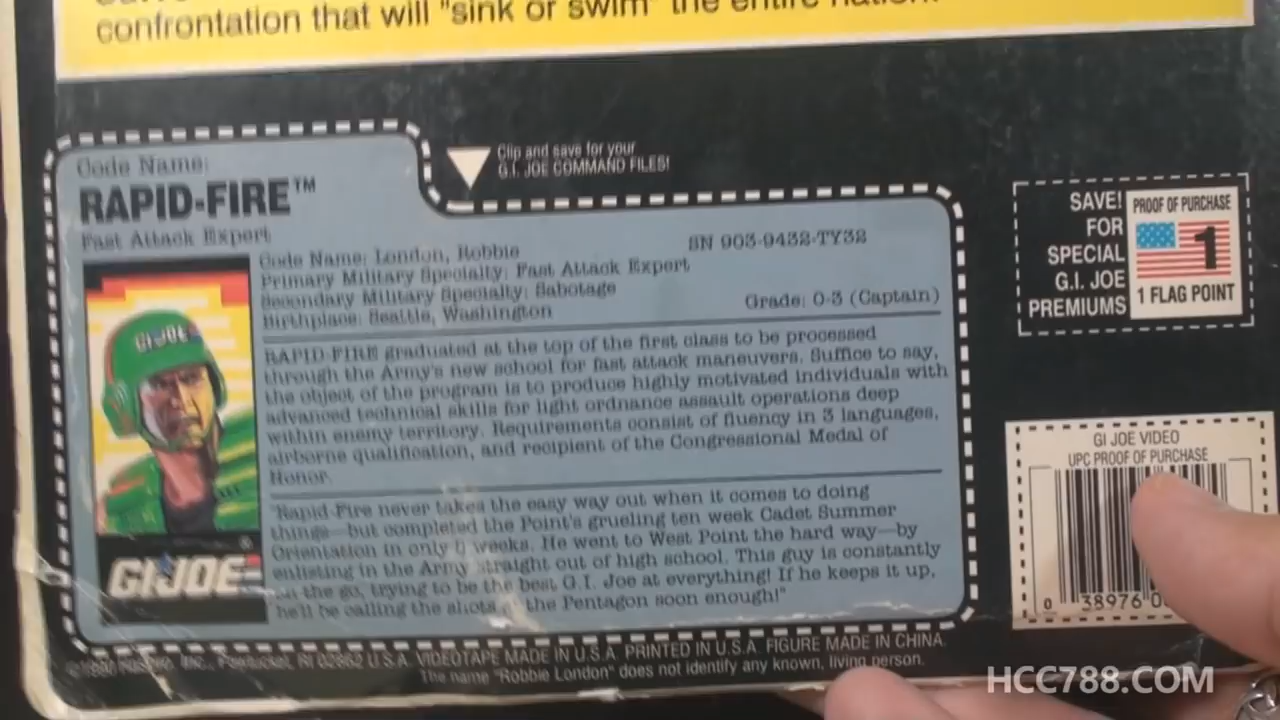 confrontation that will "sink or swim" the entire nation.
Code Name:
RAPID-FIRE™
Fast Attack Expert
Clip and save for your
G.I. JOE COMMAND FILES!
Code Name: London, Robbie
SN 903-9432-TY32
Primary Military Specialty: Fast Attack Expert
Secondary Military Specialty: Sabotage
Birthplace: Seattle, Washington
Grade: O-3 (Captain)
RAPID-FIRE graduated at the top of the first class to be processed
through the Army's new school for fast attack maneuvers. Suffice to say,
the object of the program is to produce highly motivated individuals with
advanced technical skills for light ordnance assault operations deep
within enemy territory. Requirements consist of fluency in 3 languages,
airborne qualification, and recipient of the Congressional Medal of
Honor.
"Rapid-Fire never takes the easy way out when it comes to doing
things—but completed the Point's grueling ten week Cadet Summer
Orientation in only weeks. He went to West Point the hard way—by
enlisting in the Army straight out of high school. This guy is constantly
on the go, trying to be the best G.I. Joe at everything! If he keeps it up,
he'll be calling the shots the Pentagon soon enough!"
GI JOE
GI JOE
SAVE!
FOR
SPECIAL
G.I. JOE
PREMIUMS
PROOF OF PURCHASE
1
1 FLAG POINT
GI JOE VIDEO
UPC PROOF OF PURCHASE
0 38976
INC., Pawtucket, RI 02862 U.S.A. VIDEOTAPE MADE IN U.S.A. PRINTED IN U.S.A. FIGURE MADE IN CHINA.
The name "Robbie London" does not identify any known, living person.
HCC788.COM